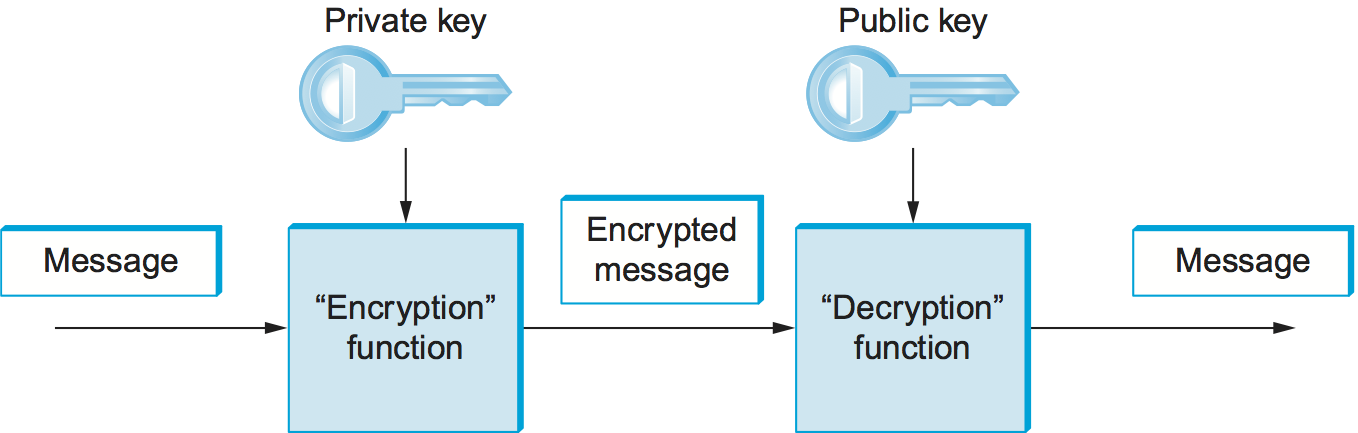 Private key
Public key
Message
Encrypted
message
Message
“Encryption”
function
“Decryption”
function